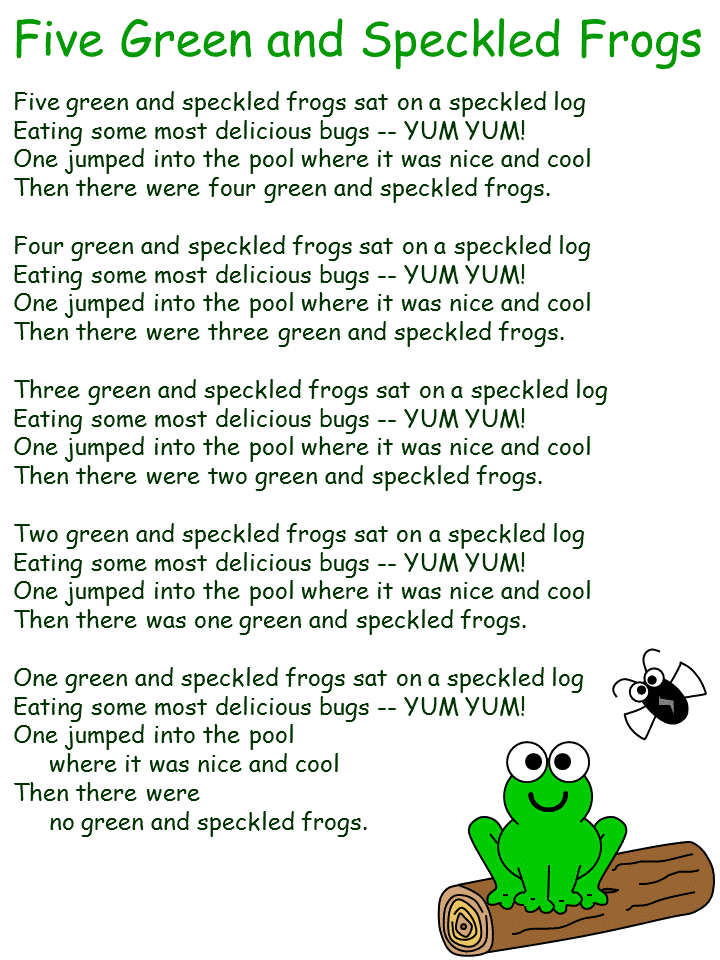 Five Green and Speckled Frogs
Five green and speckled frogs sat on a speckled log
Eating some most delicious bugs -- YUM YUM!
One jumped into the pool where it was nice and cool
Then there were four green and speckled frogs.
Four green and speckled frogs sat on a speckled log
Eating some most delicious bugs -- YUM YUM!
One jumped into the pool where it was nice and cool
Then there were three green and speckled frogs.
Three green and speckled frogs sat on a speckled log
Eating some most delicious bugs -- YUM YUM!
One jumped into the pool where it was nice and cool
Then there were two green and speckled frogs.
Two green and speckled frogs sat on a speckled log
Eating some most delicious bugs -- YUM YUM!
One jumped into the pool where it was nice and cool
Then there was one green and speckled frogs.
One green and speckled frogs sat on a speckled log
Eating some most delicious bugs -- YUM YUM!
One jumped into the pool
where it was nice and cool
Then there were
no green and speckled frogs.